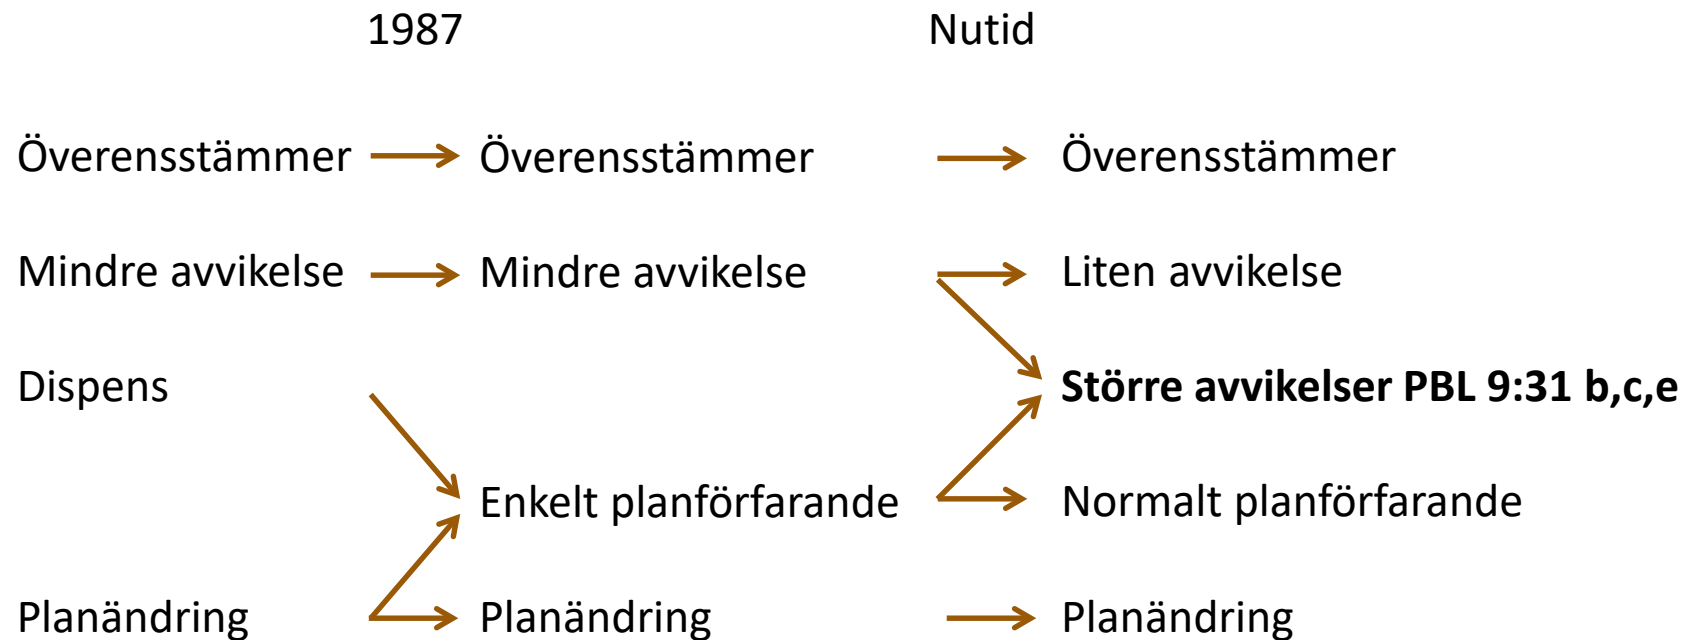 1987 Nutid
Överensstämmer Överensstämmer Överensstämmer
Mindre avvikelse Mindre avvikelse Liten avvikelse
Dispens Större avvikelser PBL 9:31 b,c,e
Enkelt planförfarande Normalt planförfarande
Planändring Planändring Planändring